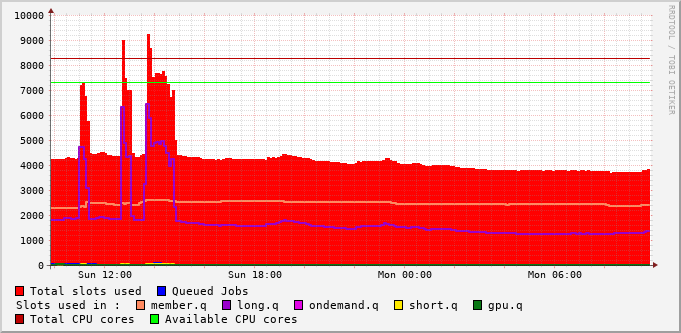 RRDTOOL / TOBI OETIKER
10000
9000
8000
7000
6000
5000
4000
3000
2000
1000
0
Sun 12:00 Sun 18:00 Mon 00:00 Mon 06:00
Total slots used Queued Jobs
Slots used in : member.q long.q ondemand.q short.q gpu.q
Total CPU cores Available CPU cores